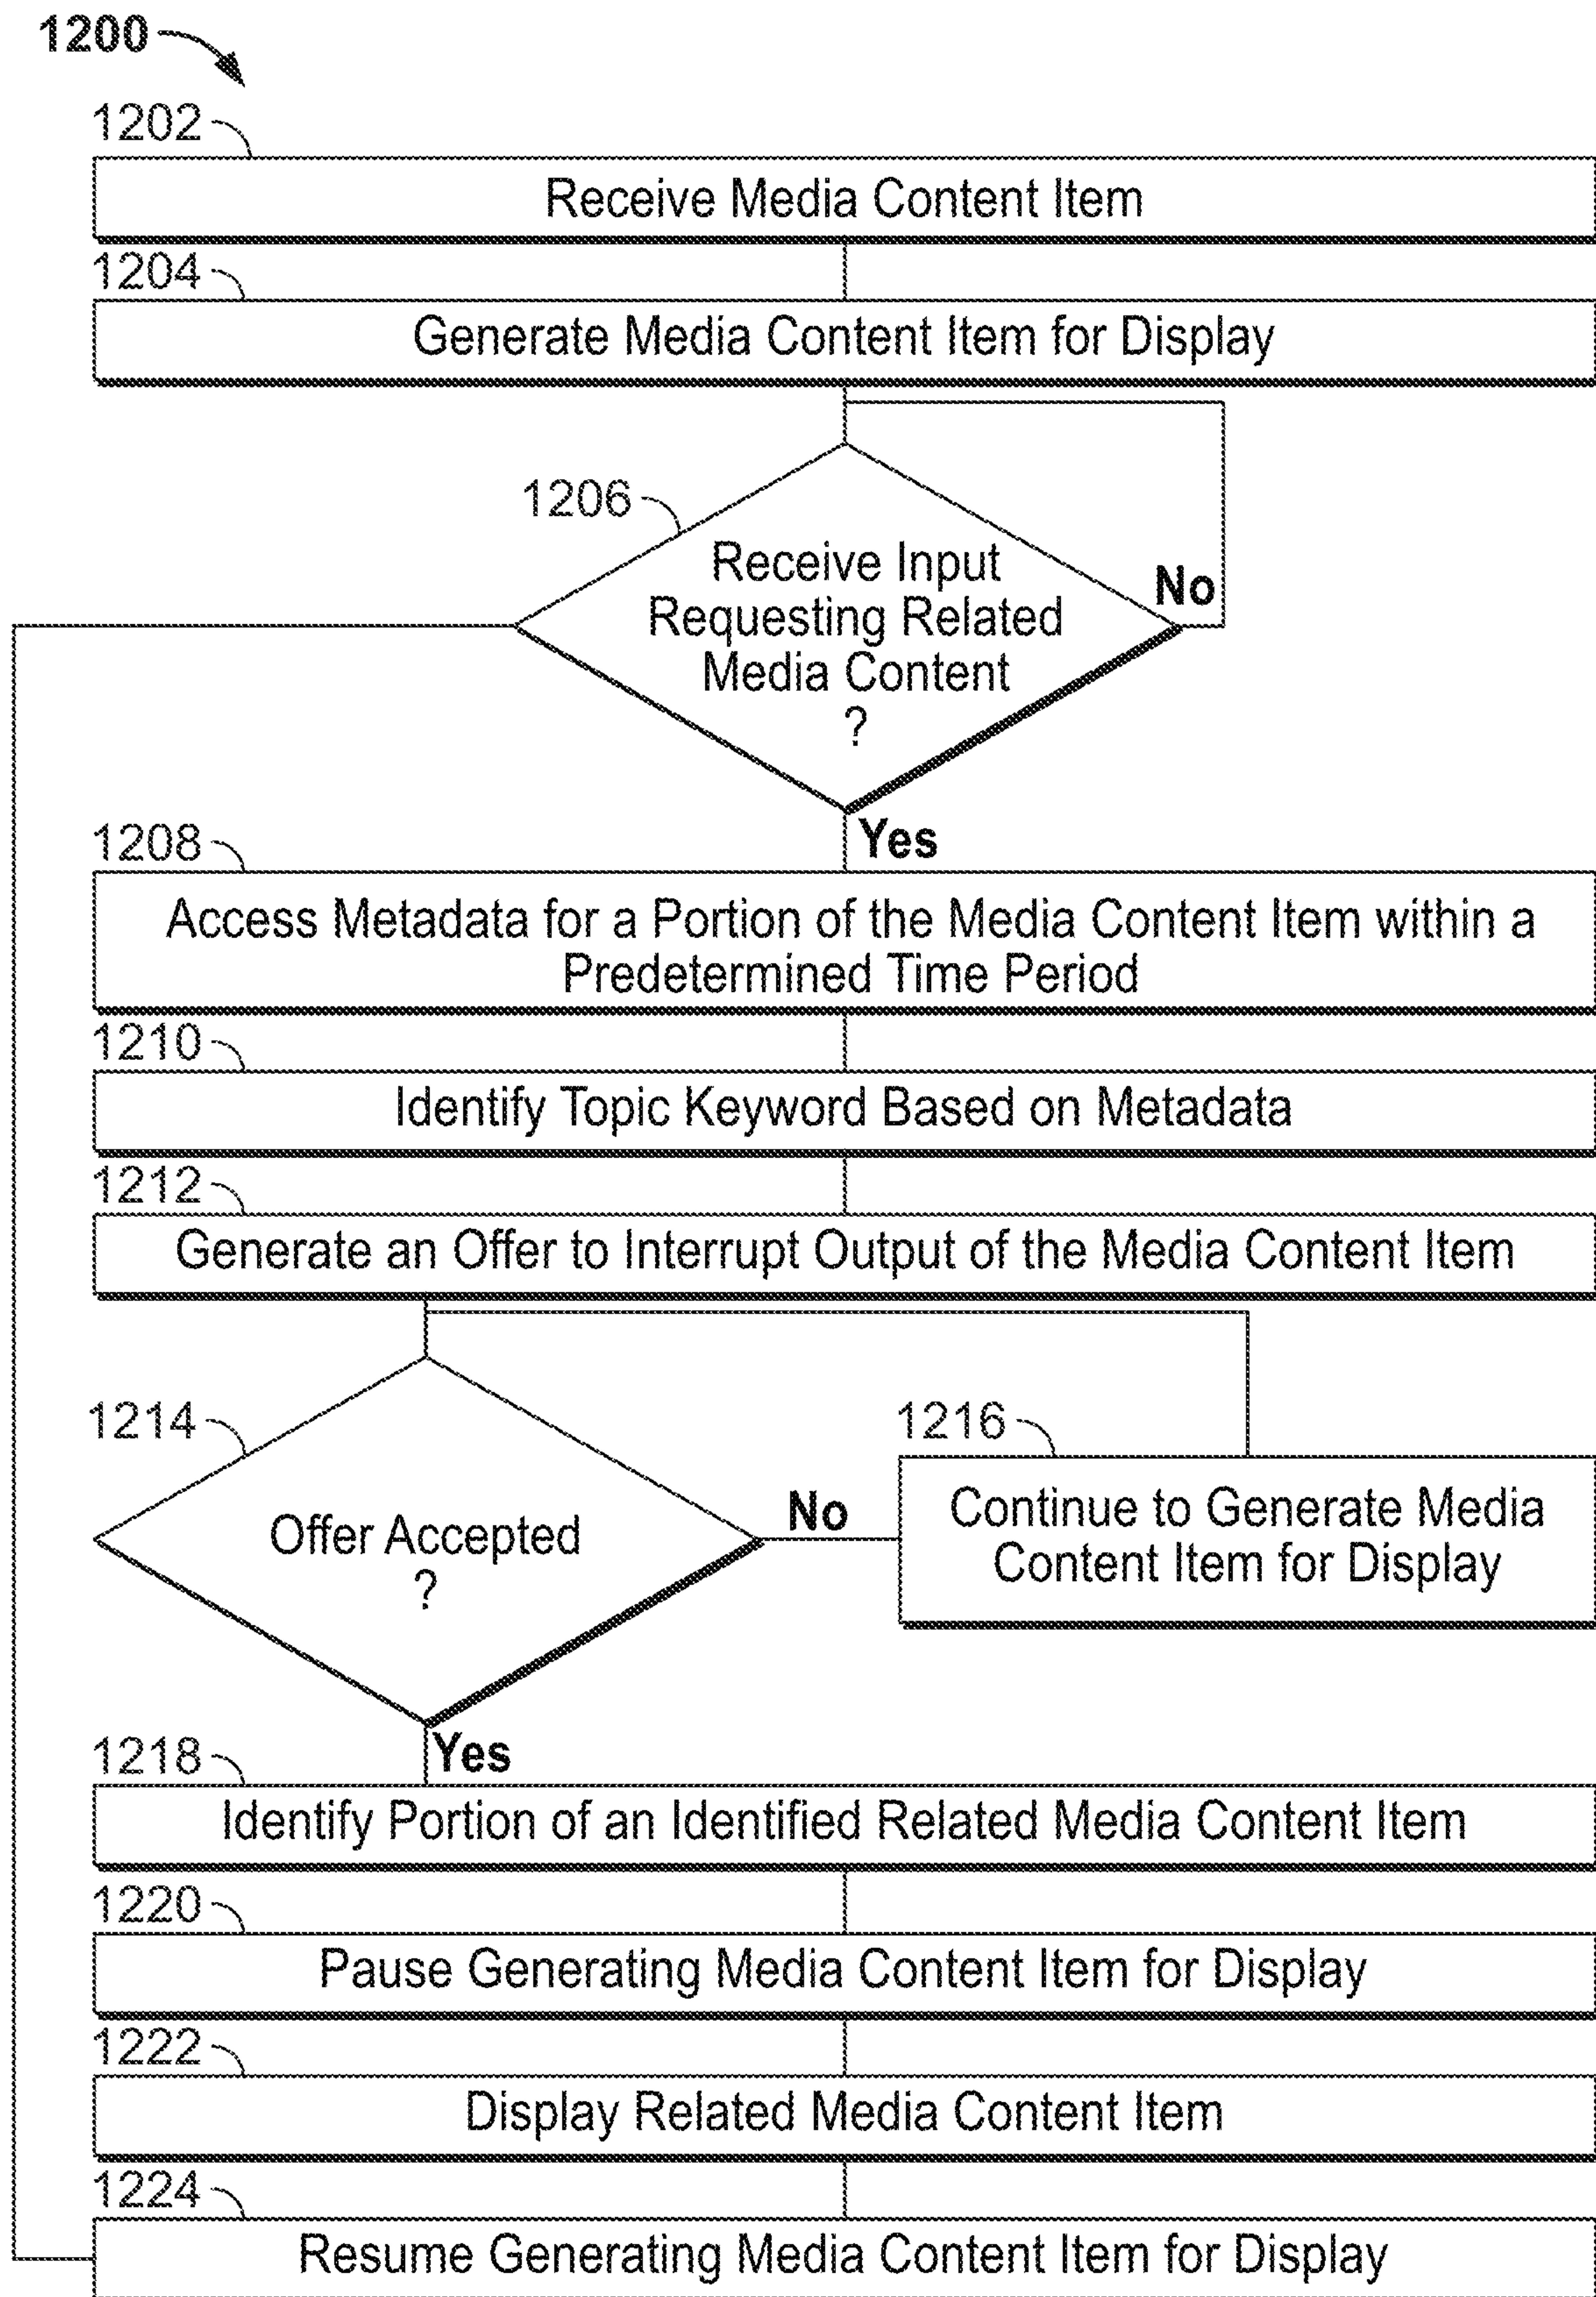 1200
1202
Receive Media Content Item
1204
Generate Media Content Item for Display
1206
Receive Input
Requesting Related
Media Content
?
No
Yes
1208
Access Metadata for a Portion of the Media Content Item within a
Predetermined Time Period
1210
Identify Topic Keyword Based on Metadata
1212
Generate an Offer to Interrupt Output of the Media Content Item
1214
Offer Accepted
?
No
1216
Continue to Generate Media
Content Item for Display
Yes
1218
Identify Portion of an Identified Related Media Content Item
1220
Pause Generating Media Content Item for Display
1222
Display Related Media Content Item
1224
Resume Generating Media Content Item for Display